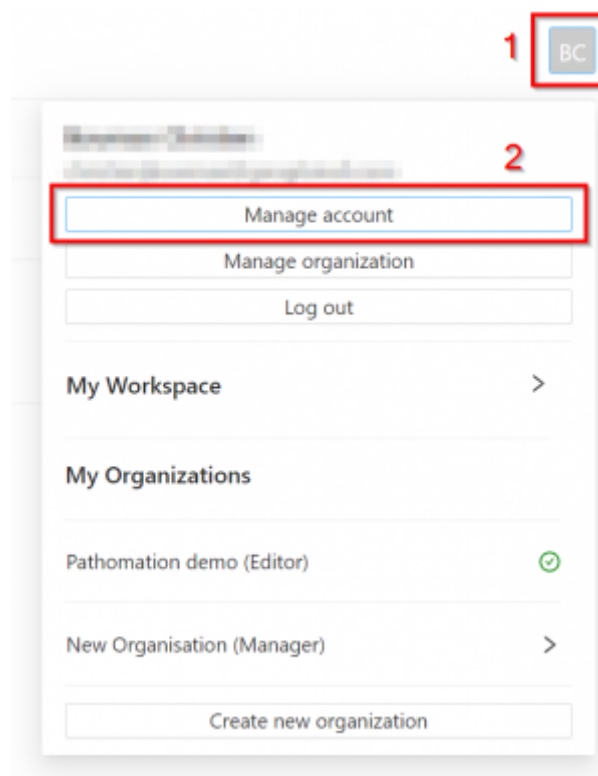 1
BC
2
Manage account
Manage organization
Log out
My Workspace
My Organizations
Pathomation demo (Editor)
New Organisation (Manager)
Create new organization